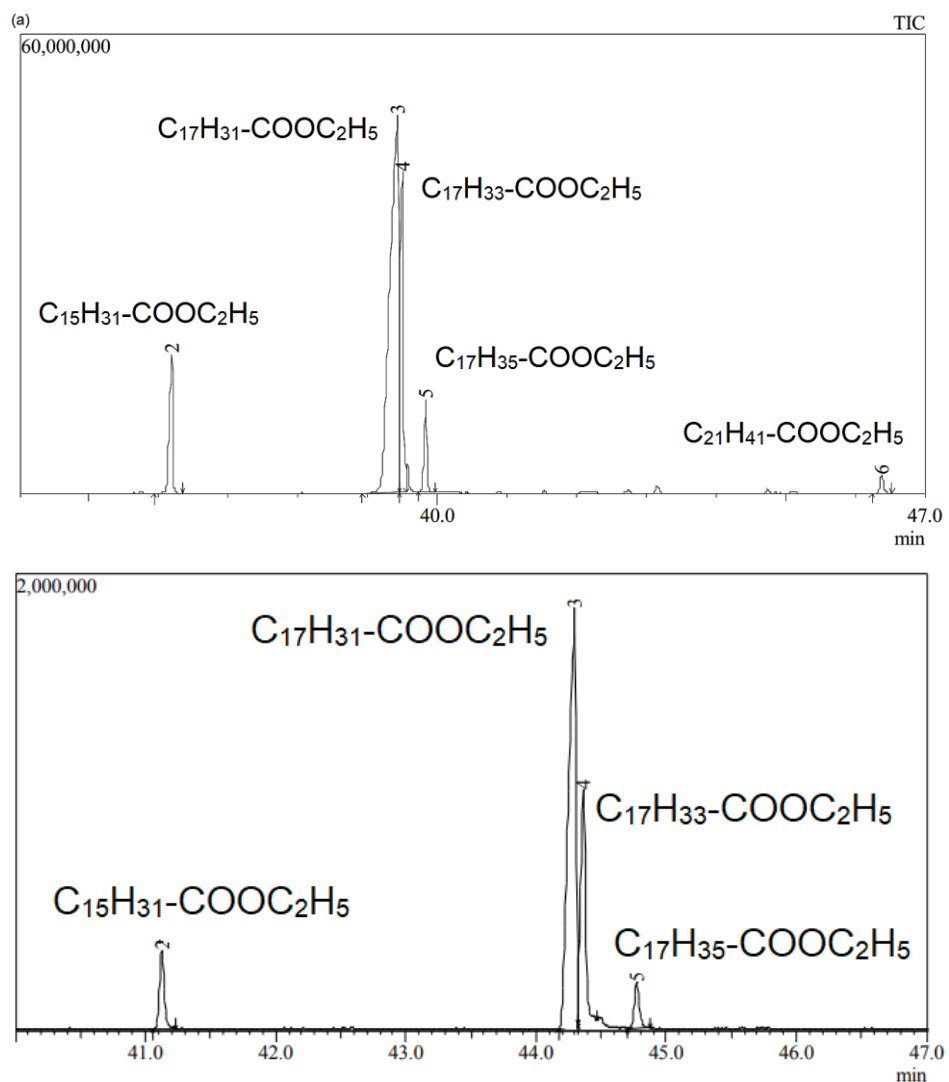 (a)
TIC
60,000,000
3
C₁₇H₃₁-COOC₂H₅
4
C₁₇H₃₃-COOC₂H₅
C₁₅H₃₁-COOC₂H₅
2
C₁₇H₃₅-COOC₂H₅
5
C₂₁H₄₁-COOC₂H₅
6
40.0
47.0
min
2,000,000
3
C₁₇H₃₁-COOC₂H₅
4
C₁₇H₃₃-COOC₂H₅
C₁₅H₃₁-COOC₂H₅
2
C₁₇H₃₅-COOC₂H₅
5
41.0 42.0 43.0 44.0 45.0 46.0 47.0
min